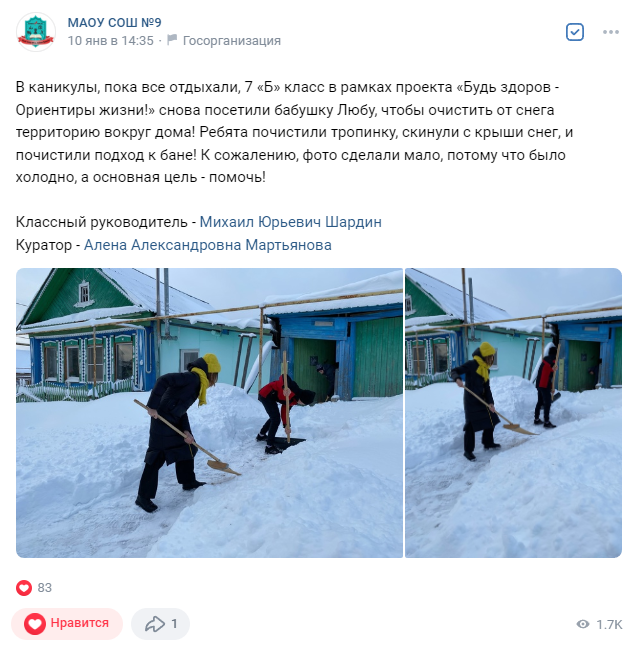 МАОУ СОШ №9
10 янв в 14:35 · Госорганизация
В каникулы, пока все отдыхали, 7 «Б» класс в рамках проекта «Будь здоров -
Ориентиры жизни!» снова посетили бабушку Любу, чтобы очистить от снега
территорию вокруг дома! Ребята почистили тропинку, скинули с крыши снег, и
почистили подход к бане! К сожалению, фото сделали мало, потому что было
холодно, а основная цель - помочь!
Классный руководитель - Михаил Юрьевич Шардин
Куратор - Алена Александровна Мартьянова
83
Нравится
1
1.7K